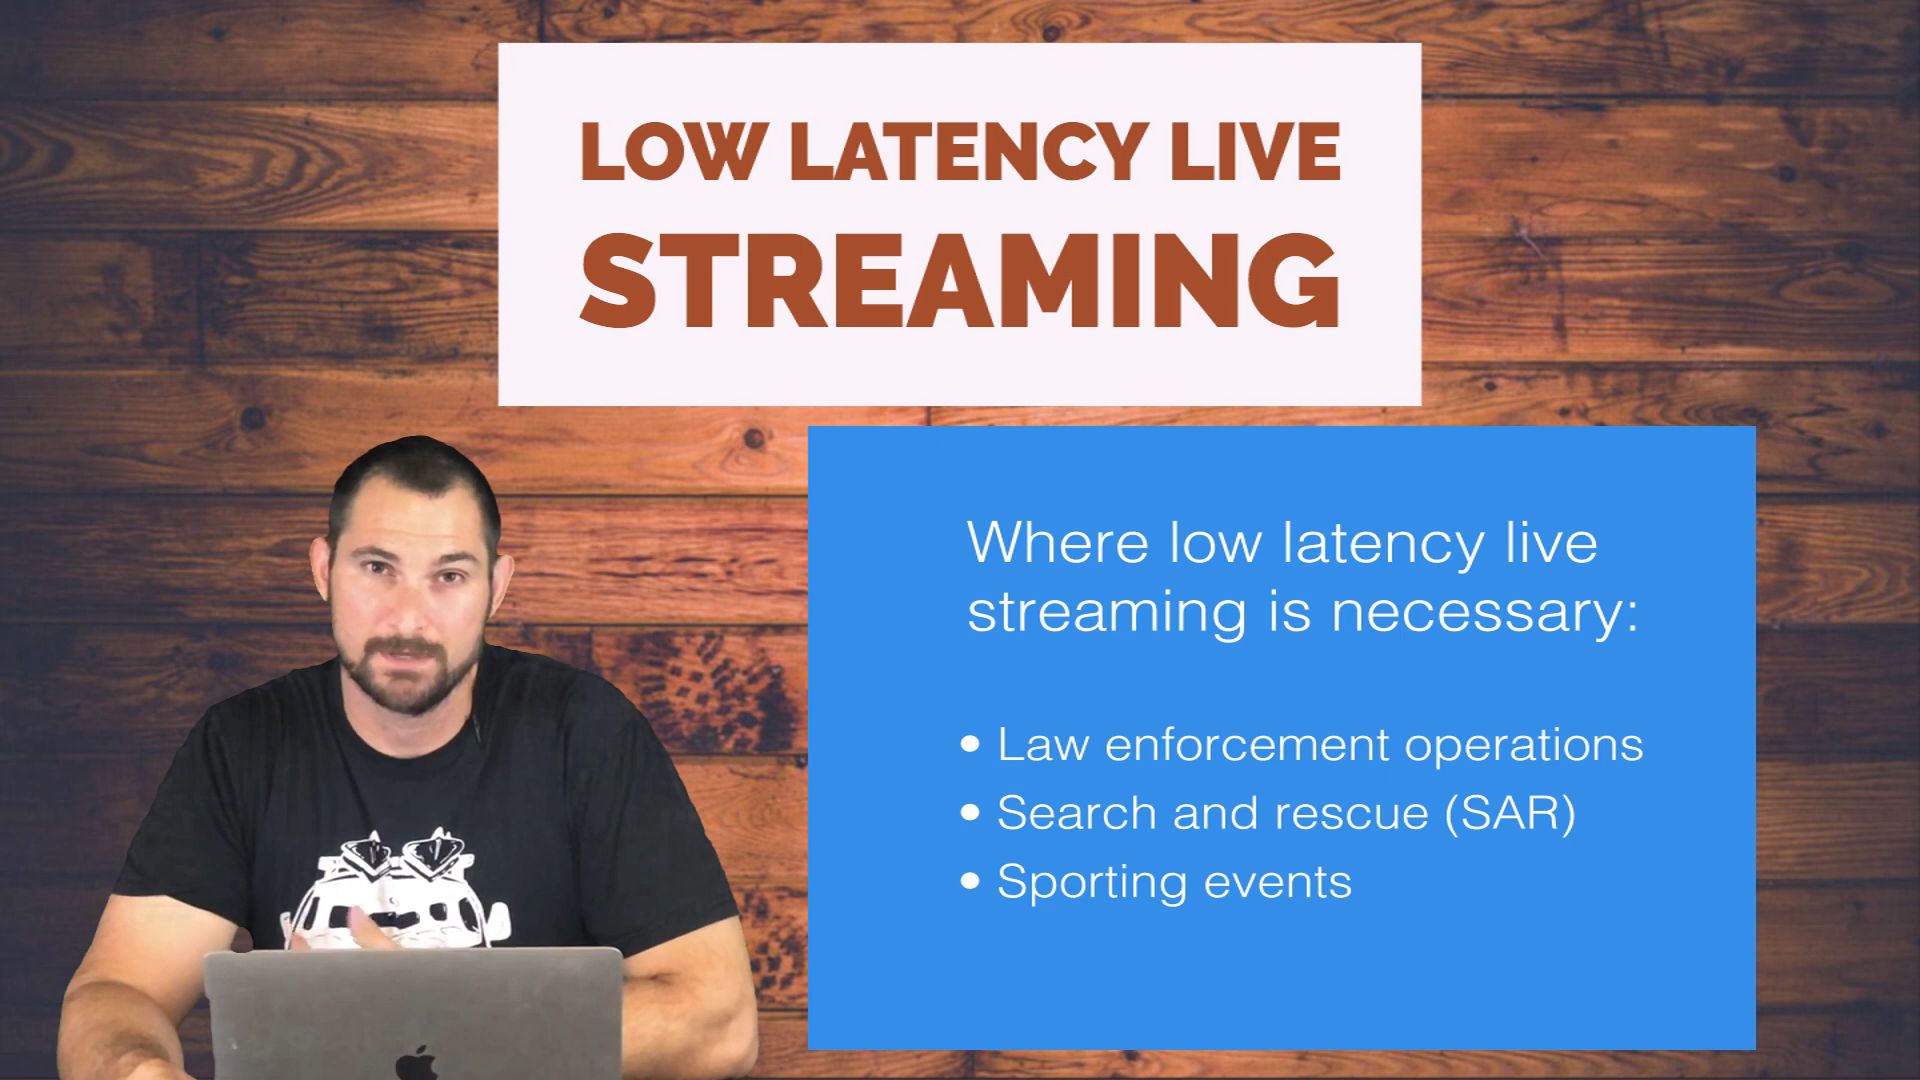 LOW LATENCY LIVE
STREAMING
Where low latency live
streaming is necessary:
• Law enforcement operations
• Search and rescue (SAR)
• Sporting events